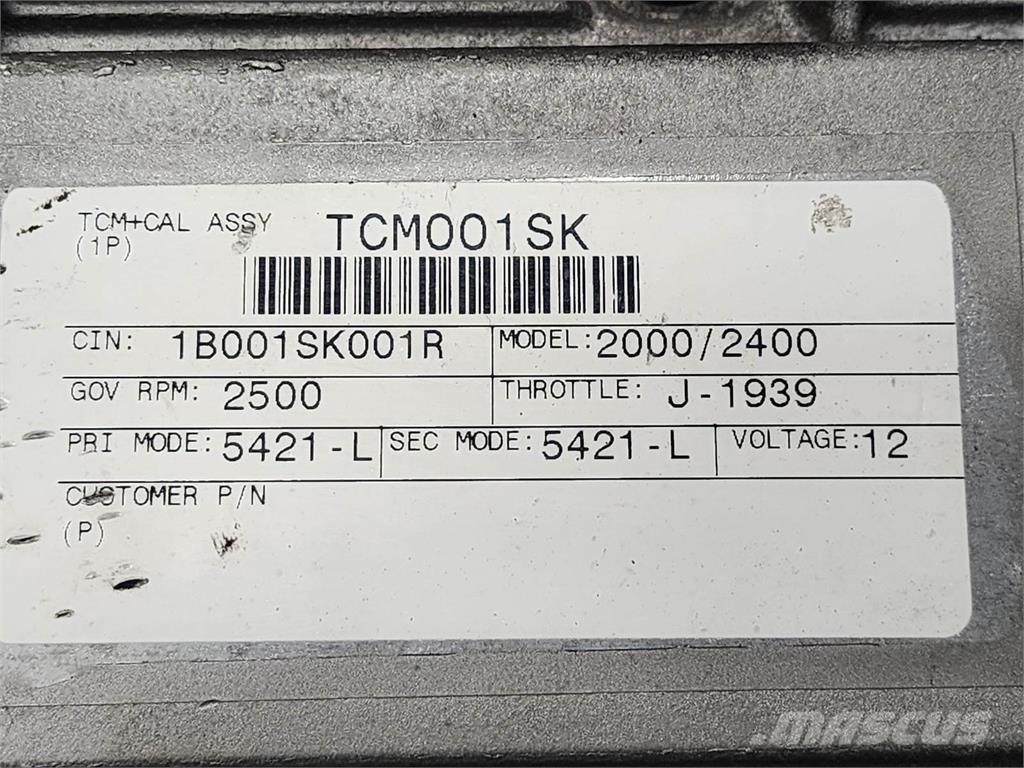 TCM+CAL ASSY TCM001SK
(1P)
CIN: 1B001SK001R MODEL: 2000/2400
GOV RPM: 2500 THROTTLE: J-1939
PRI MODE: 5421-L SEC MODE: 5421-L VOLTAGE: 12
CUSTOMER P/N
(P)
MASCUS